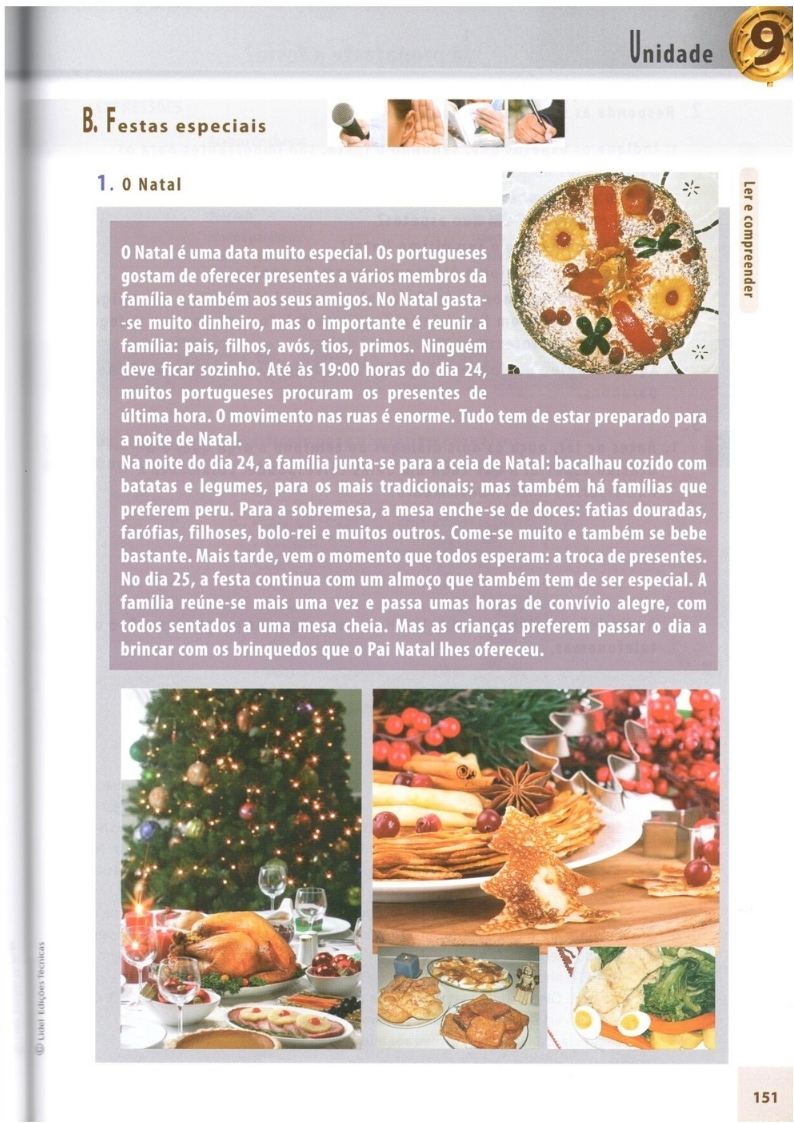 Unidade 9
B. Festas especiais
1. O Natal
Ler e compreender
O Natal é uma data muito especial. Os portugueses
gostam de oferecer presentes a vários membros da
família e também aos seus amigos. No Natal gasta-
-se muito dinheiro, mas o importante é reunir a
família: pais, filhos, avós, tios, primos. Ninguém
deve ficar sozinho. Até às 19:00 horas do dia 24,
muitos portugueses procuram os presentes de
última hora. O movimento nas ruas é enorme. Tudo tem de estar preparado para
a noite de Natal.
Na noite do dia 24, a família junta-se para a ceia de Natal: bacalhau cozido com
batatas e legumes, para os mais tradicionais; mas também há famílias que
preferem peru. Para a sobremesa, a mesa enche-se de doces: fatias douradas,
farófias, filhoses, bolo-rei e muitos outros. Come-se muito e também se bebe
bastante. Mais tarde, vem o momento que todos esperam: a troca de presentes.
No dia 25, a festa continua com um almoço que também tem de ser especial. A
família reúne-se mais uma vez e passa umas horas de convívio alegre, com
todos sentados a uma mesa cheia. Mas as crianças preferem passar o dia a
brincar com os brinquedos que o Pai Natal lhes ofereceu.
© Lidel Edições Técnicas
151